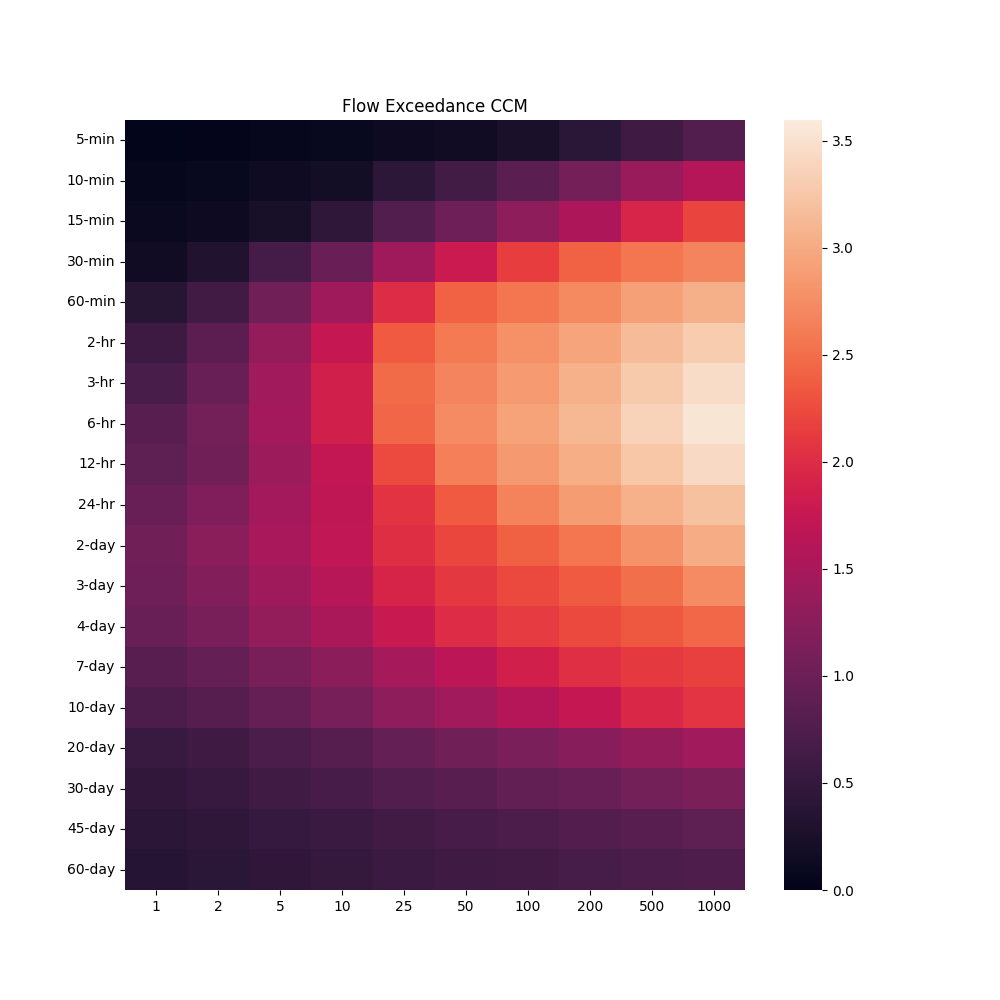 Flow Exceedance CCM
5-min
10-min
15-min
30-min
60-min
2-hr
3-hr
6-hr
12-hr
24-hr
2-day
3-day
4-day
7-day
10-day
20-day
30-day
45-day
60-day
1 2 5 10 25 50 100 200 500 1000
3.5
3.0
2.5
2.0
1.5
1.0
0.5
0.0